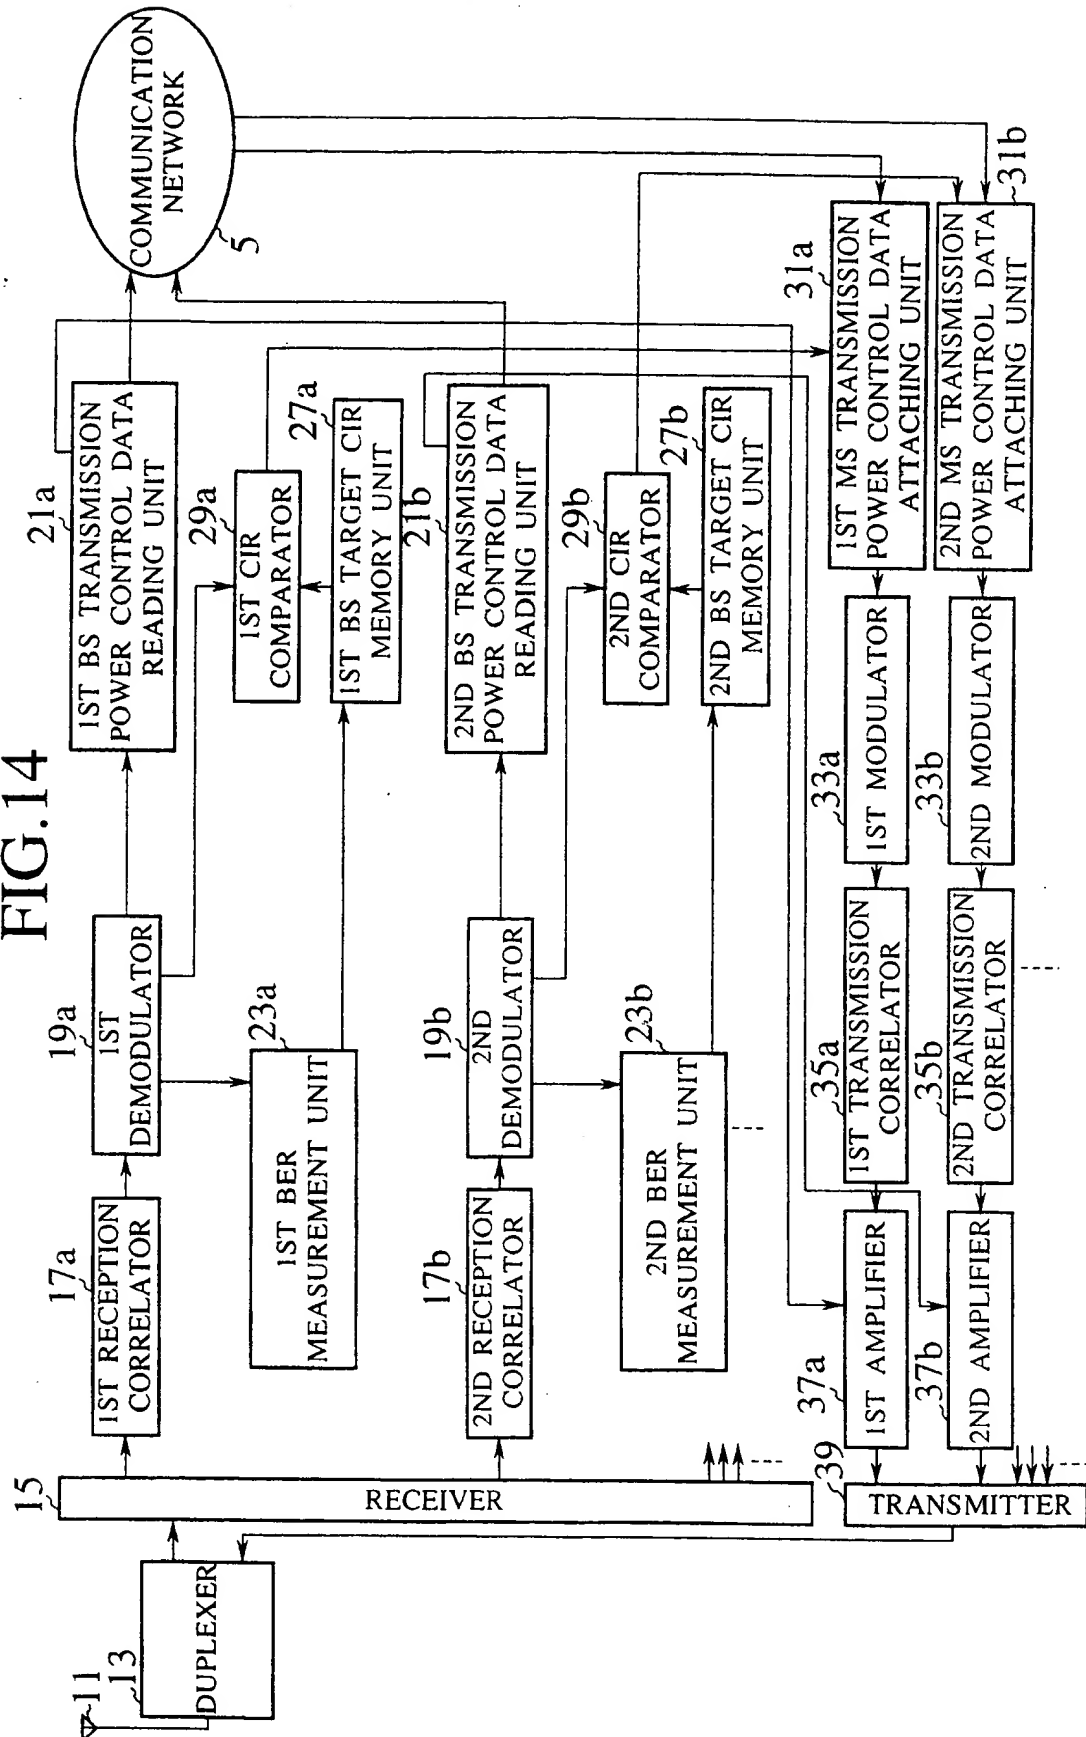 FIG.14
11
13
DUPLEXER
15
RECEIVER
17a
1ST RECEPTION
CORRELATOR
19a
1ST
DEMODULATOR
21a
1ST BS TRANSMISSION
POWER CONTROL DATA
READING UNIT
COMMUNICATION
NETWORK
5
23a
1ST BER
MEASUREMENT UNIT
29a
1ST CIR
COMPARATOR
27a
1ST BS TARGET CIR
MEMORY UNIT
17b
2ND RECEPTION
CORRELATOR
19b
2ND
DEMODULATOR
21b
2ND BS TRANSMISSION
POWER CONTROL DATA
READING UNIT
23b
2ND BER
MEASUREMENT UNIT
29b
2ND CIR
COMPARATOR
27b
2ND BS TARGET CIR
MEMORY UNIT
39
TRANSMITTER
37a
1ST AMPLIFIER
35a
1ST TRANSMISSION
CORRELATOR
33a
1ST MODULATOR
31a
1ST MS TRANSMISSION
POWER CONTROL DATA
ATTACHING UNIT
37b
2ND AMPLIFIER
35b
2ND TRANSMISSION
CORRELATOR
33b
2ND MODULATOR
31b
2ND MS TRANSMISSION
POWER CONTROL DATA
ATTACHING UNIT